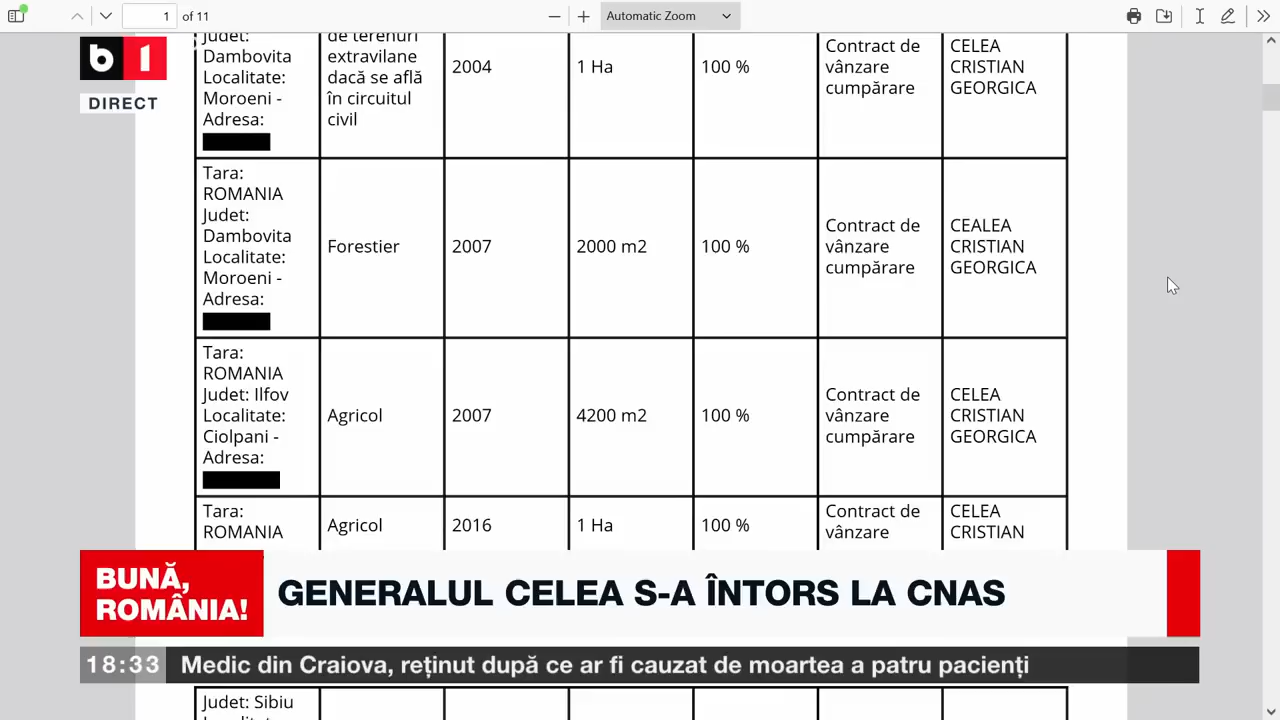 1 of 11
Automatic Zoom
b1
DIRECT
Judet:
Dambovita
Localitate:
Moroeni -
Adresa:
de terenuri
extravilane
dacă se află
în circuitul
civil
2004
1 Ha
100 %
Contract de
vânzare
cumpărare
CELEA
CRISTIAN
GEORGICA
Tara:
ROMANIA
Judet:
Dambovita
Localitate:
Moroeni -
Adresa:
Forestier
2007
2000 m2
100 %
Contract de
vânzare
cumpărare
CEALEA
CRISTIAN
GEORGICA
Tara:
ROMANIA
Judet: Ilfov
Localitate:
Ciolpani -
Adresa:
Agricol
2007
4200 m2
100 %
Contract de
vânzare
cumpărare
CELEA
CRISTIAN
GEORGICA
Tara:
ROMANIA
Agricol
2016
1 Ha
100 %
Contract de
vânzare
CELEA
CRISTIAN
BUNĂ,
ROMÂNIA!
GENERALUL CELEA S-A ÎNTORS LA CNAS
18:33 Medic din Craiova, reținut după ce ar fi cauzat de moartea a patru pacienți
Judet: Sibiu